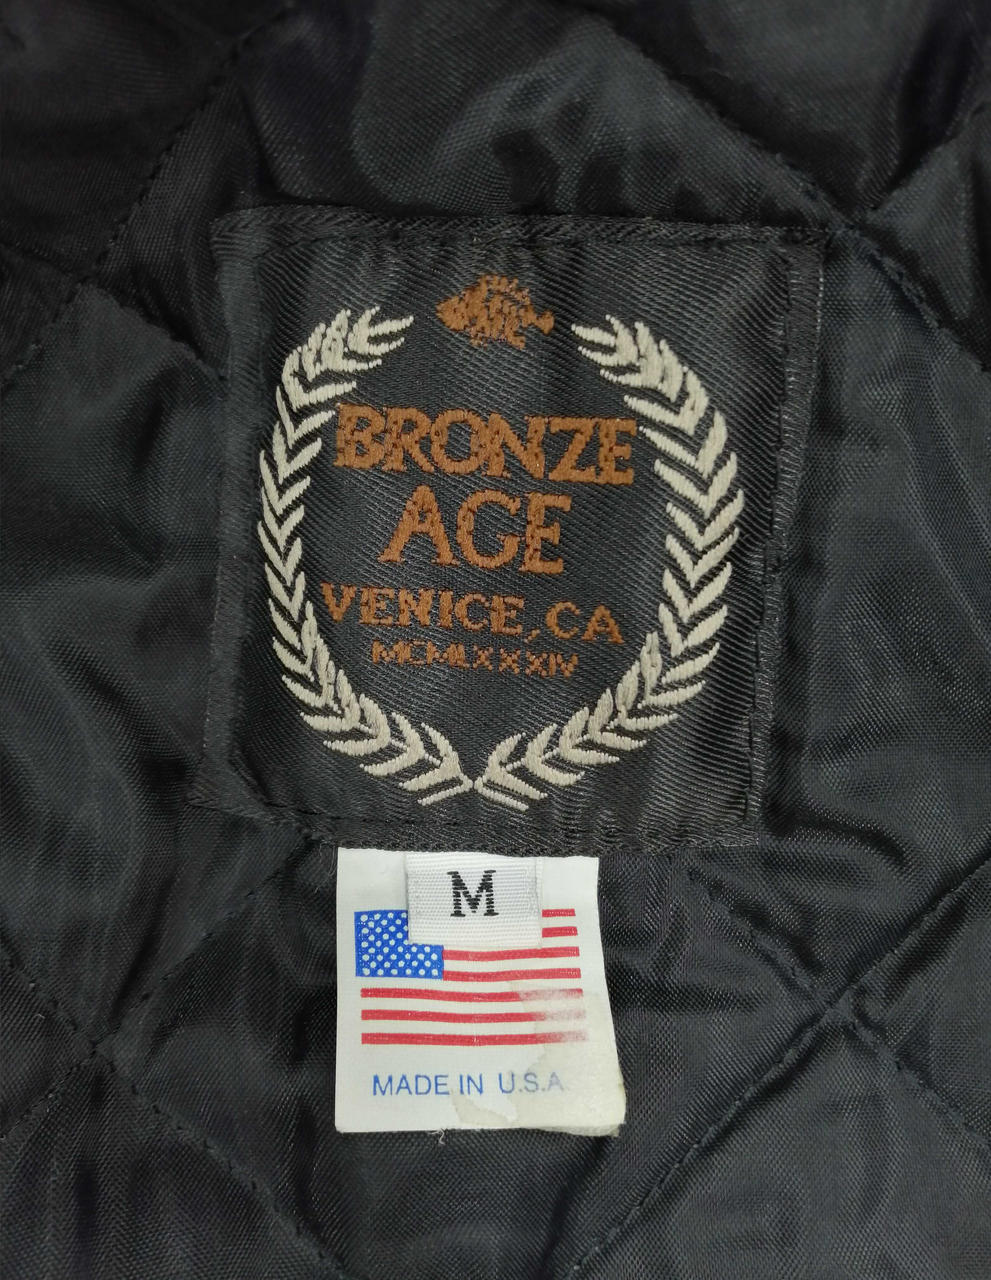 BRONZE
AGE
VENICE, CA
MCMLXXXIV
M
MADE IN U.S.A